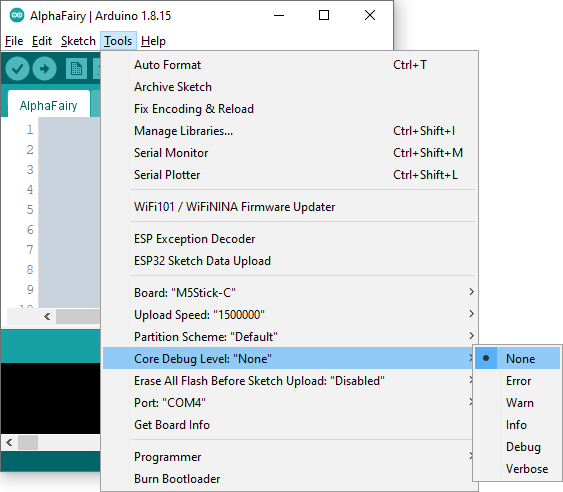 AlphaFairy | Arduino 1.8.15
File Edit Sketch Tools Help
AlphaFairy
1
2
3
4
5
6
7
8
9
Auto Format Ctrl+T
Archive Sketch
Fix Encoding & Reload
Manage Libraries... Ctrl+Shift+I
Serial Monitor Ctrl+Shift+M
Serial Plotter Ctrl+Shift+L
WiFi101 / WiFiNINA Firmware Updater
ESP Exception Decoder
ESP32 Sketch Data Upload
Board: "M5Stick-C"
Upload Speed: "1500000"
Partition Scheme: "Default"
Core Debug Level: "None"
Erase All Flash Before Sketch Upload: "Disabled"
Port: "COM4"
Get Board Info
Programmer
Burn Bootloader
None
Error
Warn
Info
Debug
Verbose